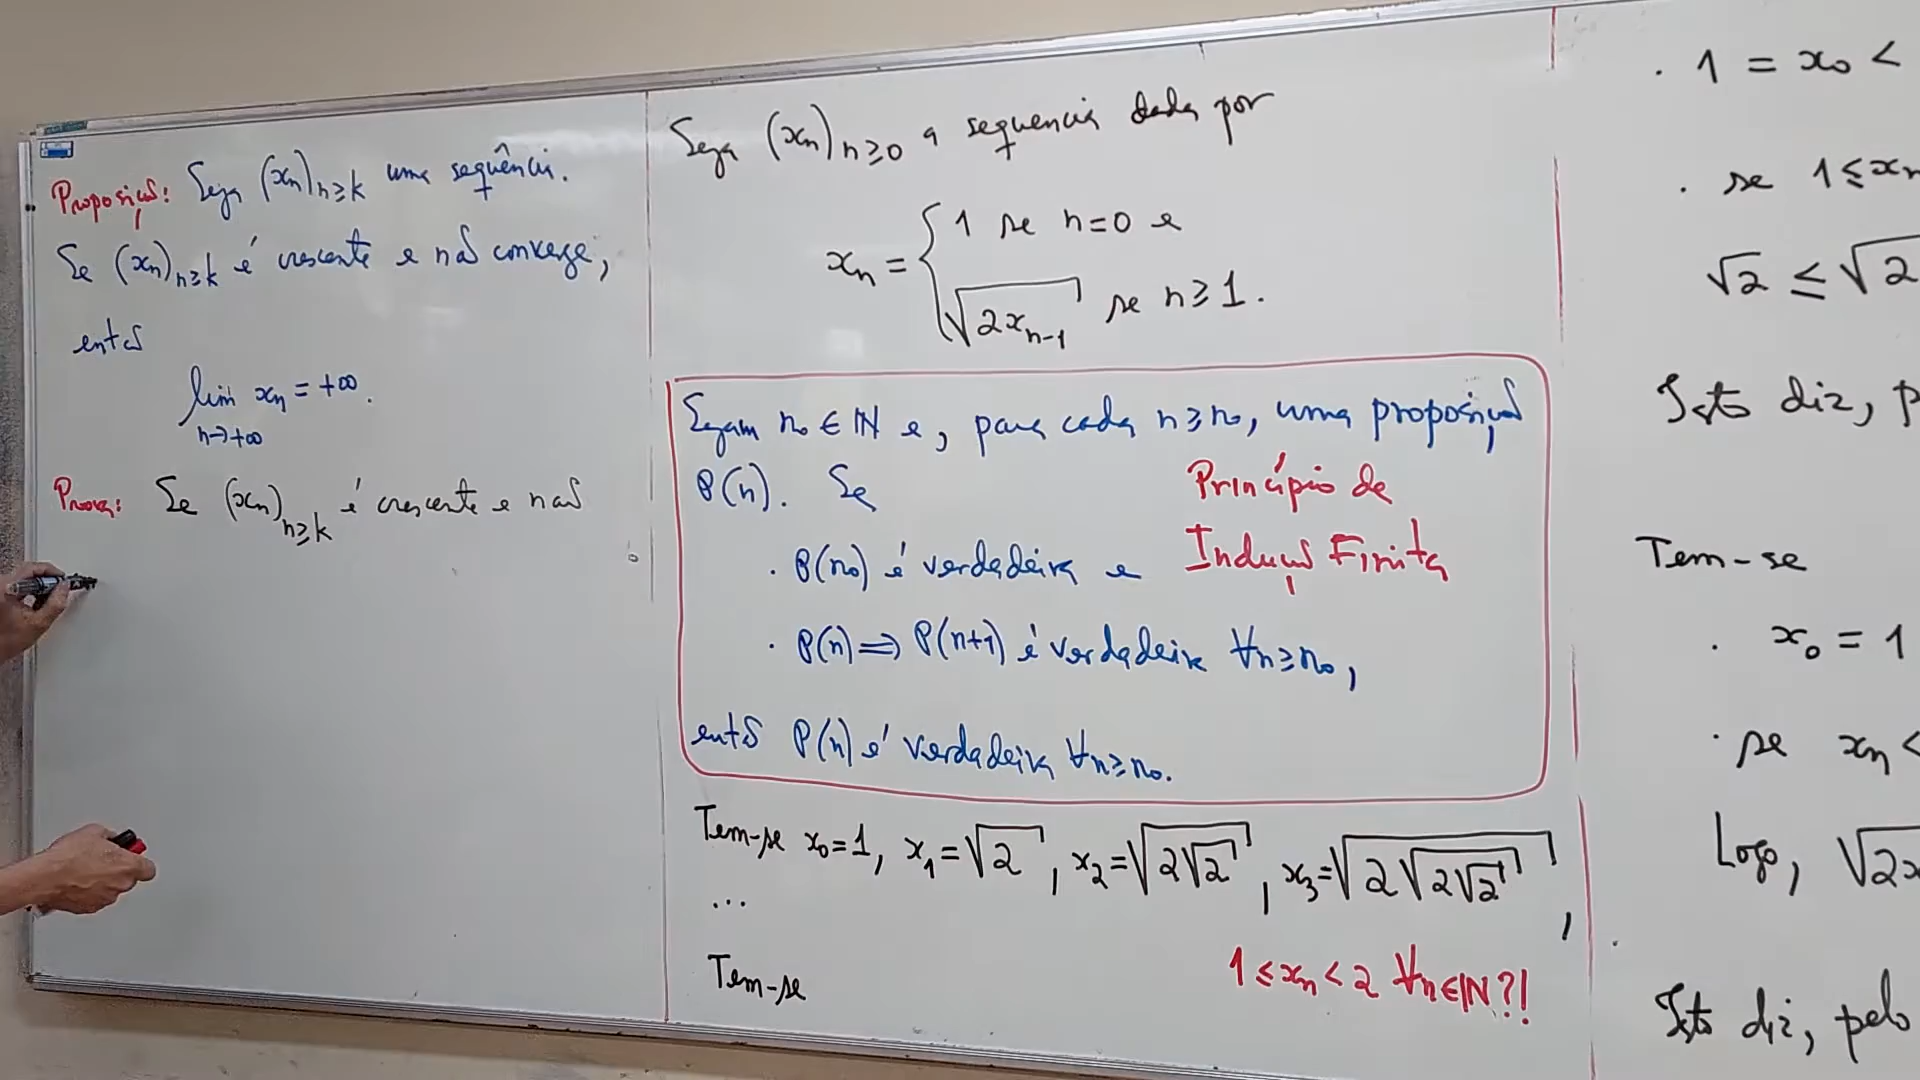 Proposição: Seja (xn)n≥k uma sequência.
Se (xn)n≥k é crescente e não converge,
então
lim xn = +∞.
n→+∞
Prova: Se (xn)n≥k é crescente e não
Seja (xn)n≥0 a sequencia dada por
xn = { 1 se n=0 e
√(2xn-1) se n≥1.
Sejam n0 ∈ ℕ e, para cada n≥n0, uma proposição
P(n). Se
Princípio de
Indução Finita
· P(n0) é verdadeira e
· P(n) ⟹ P(n+1) é verdadeira ∀n≥n0,
então P(n) é verdadeira ∀n≥n0.
Tem-se x0=1, x1=√2, x2=√(2√2), x3=√(2√(2√2)),
...
Tem-se
1≤xn<2 ∀n∈ℕ?!
· 1 = x0 <
· se 1≤xn
√2 ≤ √2
Isto diz, p
Tem-se
· x0 = 1
· se xn <
Logo, √2x
Isto diz, pelo